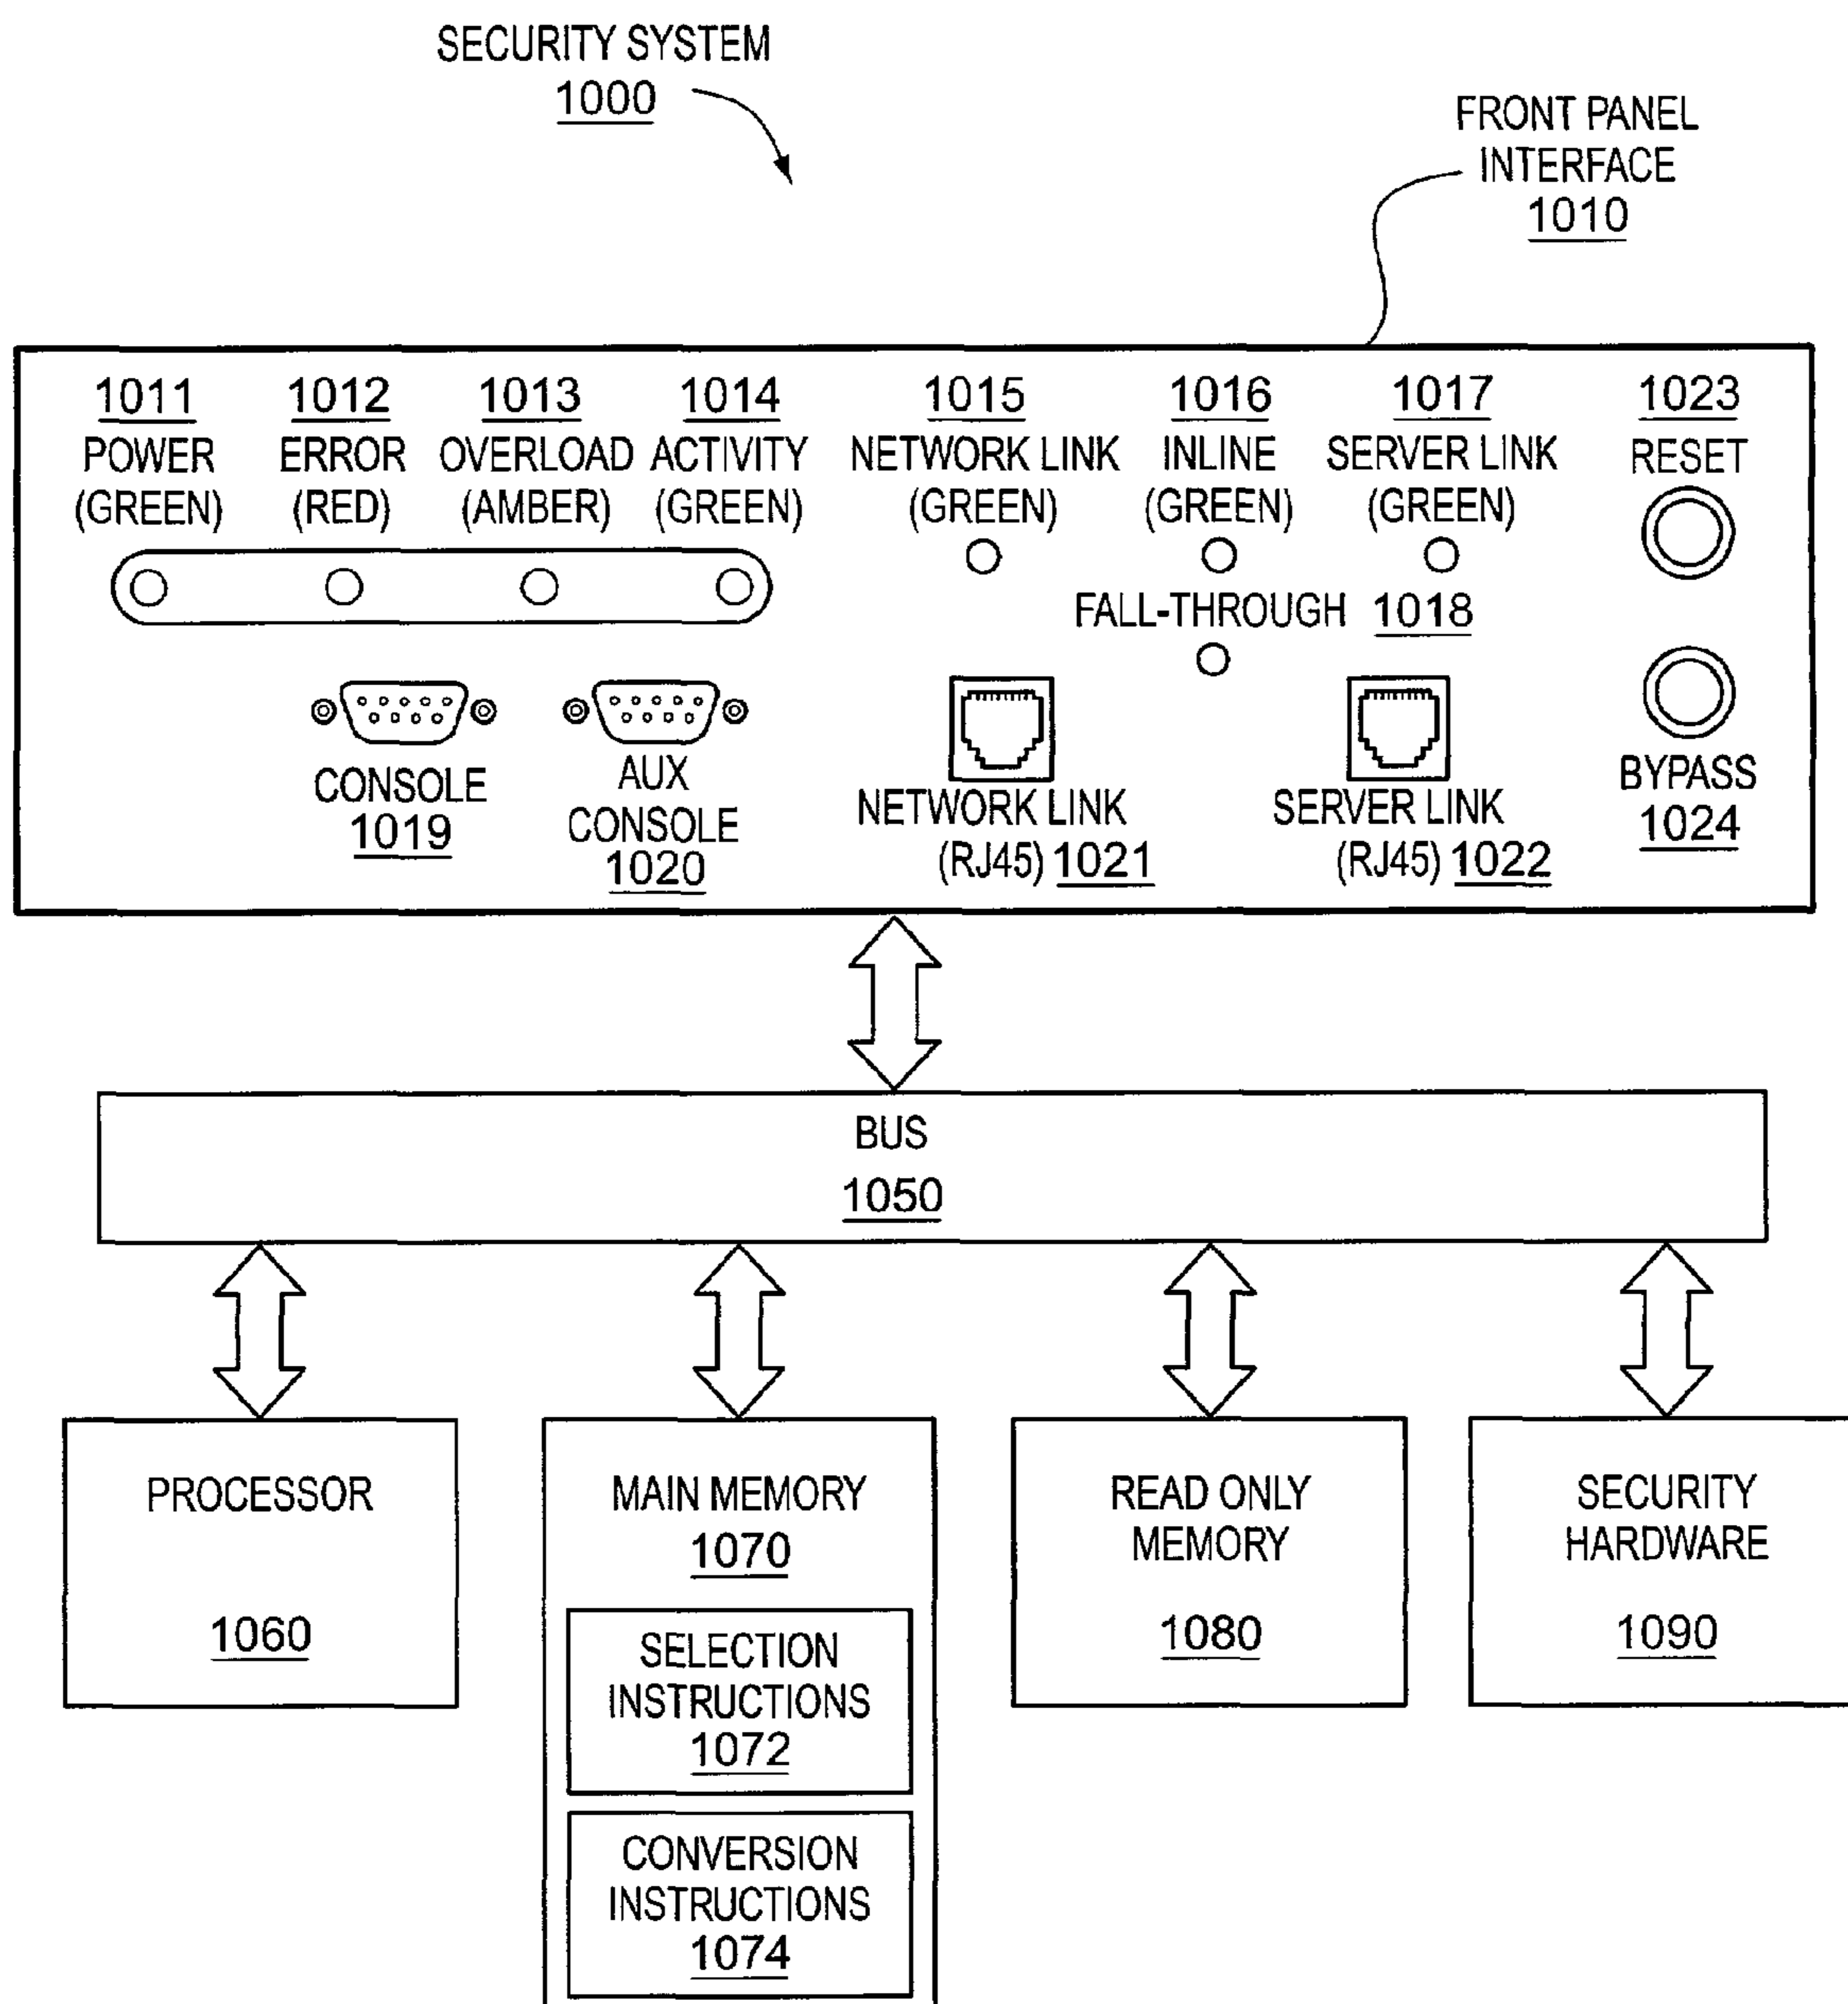 SECURITY SYSTEM
1000
FRONT PANEL
INTERFACE
1010
1011
POWER
(GREEN)
1012
ERROR
(RED)
1013
OVERLOAD
(AMBER)
1014
ACTIVITY
(GREEN)
1015
NETWORK LINK
(GREEN)
1016
INLINE
(GREEN)
1017
SERVER LINK
(GREEN)
1023
RESET
FALL-THROUGH 1018
CONSOLE
1019
AUX
CONSOLE
1020
NETWORK LINK
(RJ45) 1021
SERVER LINK
(RJ45) 1022
BYPASS
1024
BUS
1050
PROCESSOR
1060
MAIN MEMORY
1070
SELECTION
INSTRUCTIONS
1072
CONVERSION
INSTRUCTIONS
1074
READ ONLY
MEMORY
1080
SECURITY
HARDWARE
1090